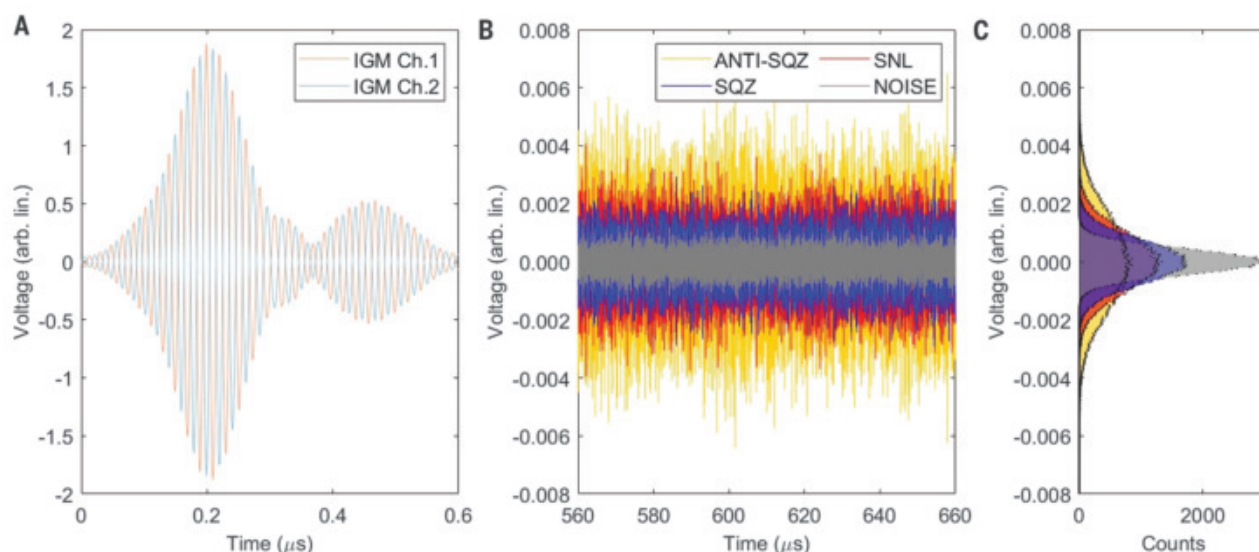 A
2
1.5
1
0.5
0
-0.5
-1
-1.5
-2
Voltage (arb. lin.)
IGM Ch.1
IGM Ch.2
0 0.2 0.4 0.6
Time (μs)
B
0.008
0.006
0.004
0.002
0.000
-0.002
-0.004
-0.006
-0.008
Voltage (arb. lin.)
ANTI-SQZ SNL
SQZ NOISE
560 580 600 620 640 660
Time (μs)
C
0.008
0.006
0.004
0.002
0.000
-0.002
-0.004
-0.006
-0.008
Voltage (arb. lin.)
0 2000
Counts